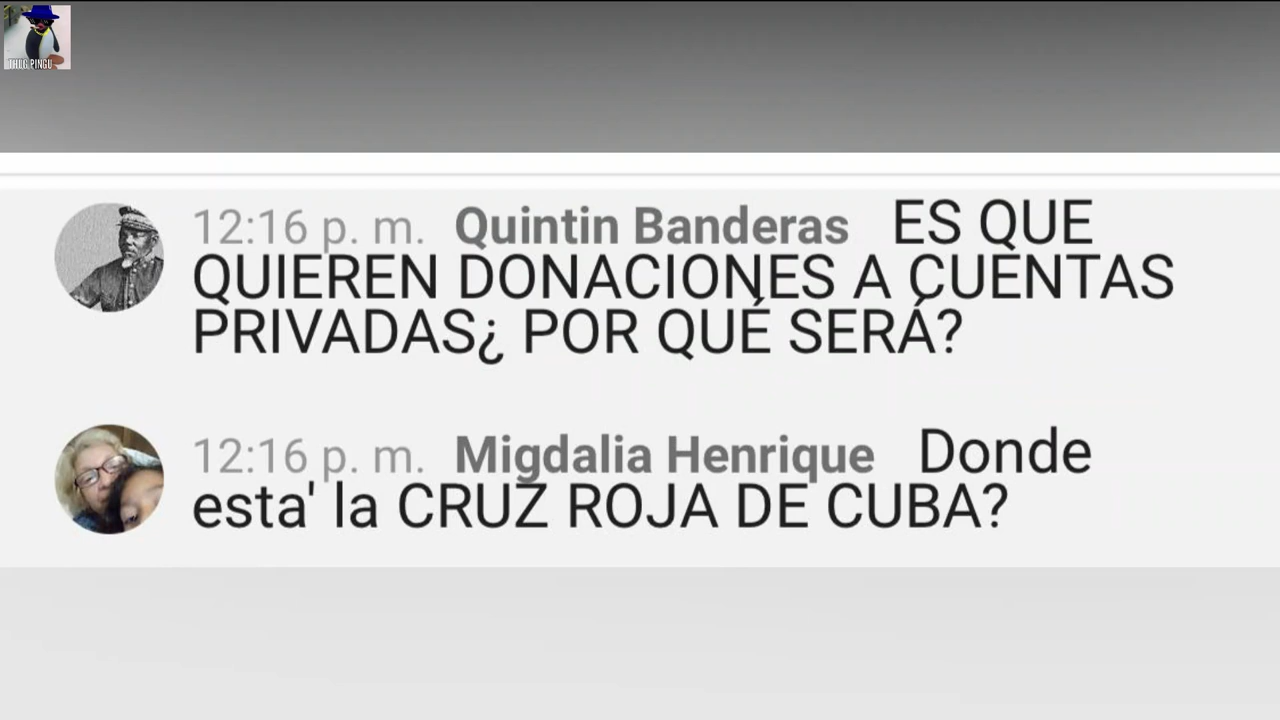 THUG PINGU
12:16 p. m. Quintin Banderas ES QUE
QUIEREN DONACIONES A CUENTAS
PRIVADAS¿ POR QUÉ SERÁ?
12:16 p. m. Migdalia Henrique Donde
esta' la CRUZ ROJA DE CUBA?